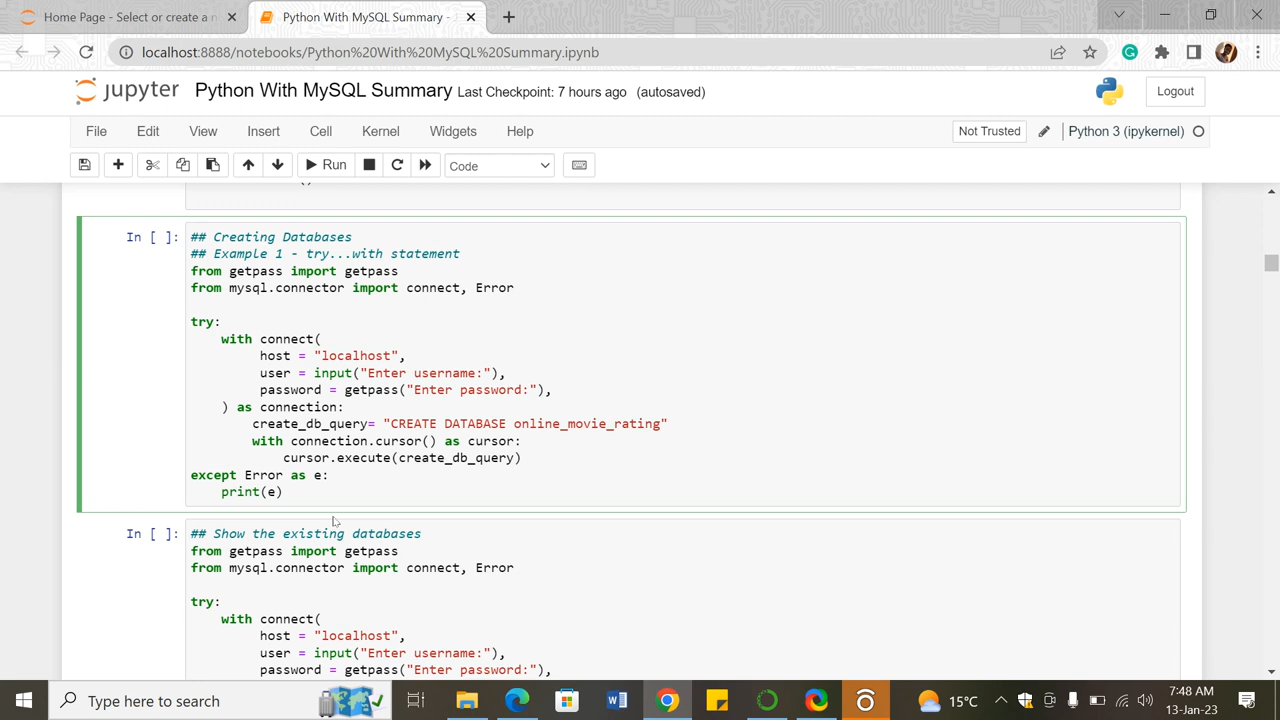 Home Page - Select or create a n
Python With MySQL Summary -
localhost:8888/notebooks/Python%20With%20MySQL%20Summary.ipynb
jupyter Python With MySQL Summary Last Checkpoint: 7 hours ago (autosaved)
Logout
File Edit View Insert Cell Kernel Widgets Help
Not Trusted
Python 3 (ipykernel)
Run
Code
In [ ]:
## Creating Databases
## Example 1 - try...with statement
from getpass import getpass
from mysql.connector import connect, Error
try:
with connect(
host = "localhost",
user = input("Enter username:"),
password = getpass("Enter password:"),
) as connection:
create_db_query= "CREATE DATABASE online_movie_rating"
with connection.cursor() as cursor:
cursor.execute(create_db_query)
except Error as e:
print(e)
In [ ]:
## Show the existing databases
from getpass import getpass
from mysql.connector import connect, Error
try:
with connect(
host = "localhost",
user = input("Enter username:"),
password = getpass("Enter password:"),
Type here to search
15°C
7:48 AM
13-Jan-23